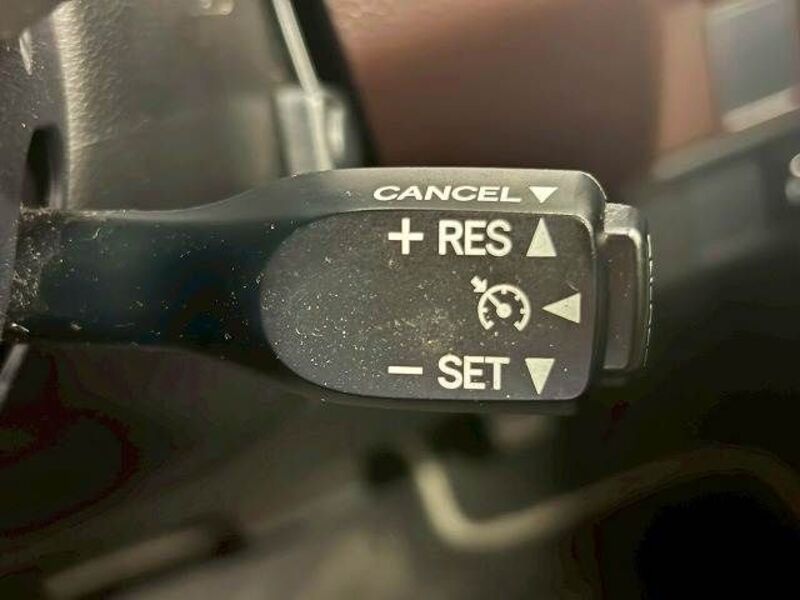 CANCEL▼
+ RES ▲
◀
− SET ▼